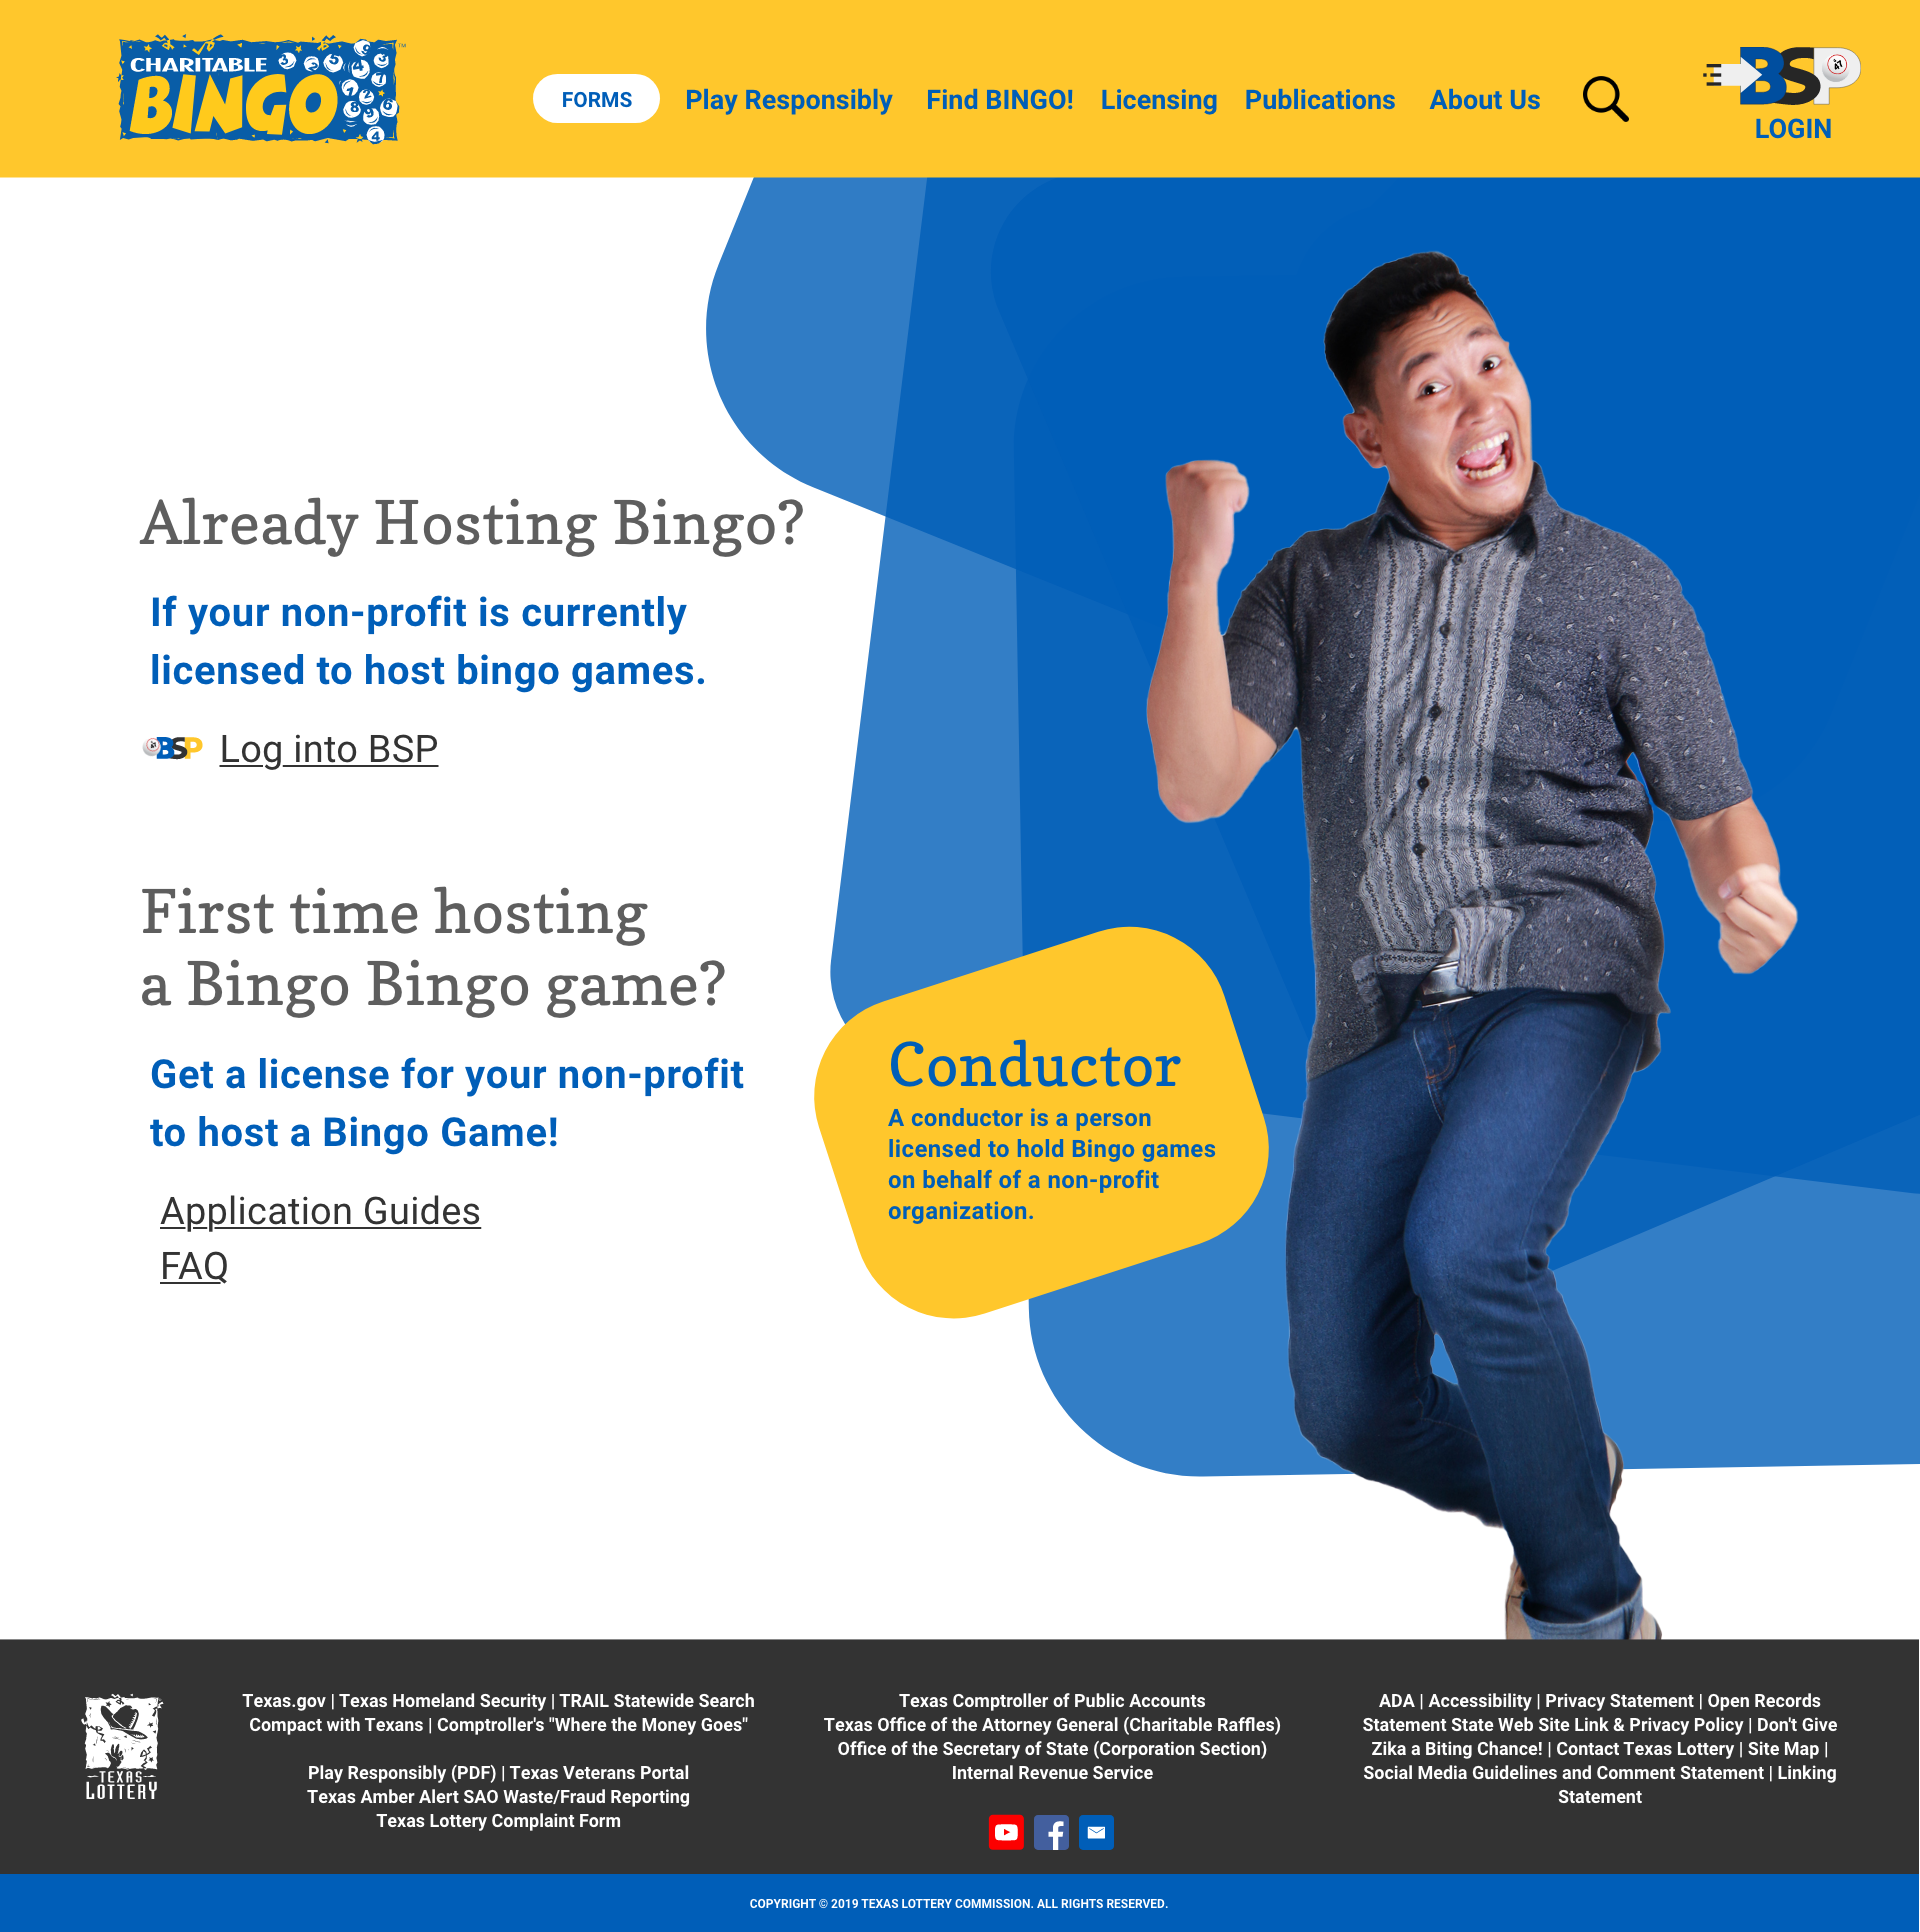 CHARITABLE
BINGO
FORMS
Play Responsibly
Find BINGO!
Licensing
Publications
About Us
BSP
LOGIN
Already Hosting Bingo?
If your non-profit is currently
licensed to host bingo games.
BSP Log into BSP
First time hosting
a Bingo Bingo game?
Get a license for your non-profit
to host a Bingo Game!
Application Guides
FAQ
Conductor
A conductor is a person
licensed to hold Bingo games
on behalf of a non-profit
organization.
TEXAS
LOTTERY
Texas.gov | Texas Homeland Security | TRAIL Statewide Search
Compact with Texans | Comptroller's "Where the Money Goes"
Play Responsibly (PDF) | Texas Veterans Portal
Texas Amber Alert SAO Waste/Fraud Reporting
Texas Lottery Complaint Form
Texas Comptroller of Public Accounts
Texas Office of the Attorney General (Charitable Raffles)
Office of the Secretary of State (Corporation Section)
Internal Revenue Service
ADA | Accessibility | Privacy Statement | Open Records
Statement State Web Site Link & Privacy Policy | Don't Give
Zika a Biting Chance! | Contact Texas Lottery | Site Map |
Social Media Guidelines and Comment Statement | Linking
Statement
COPYRIGHT © 2019 TEXAS LOTTERY COMMISSION. ALL RIGHTS RESERVED.